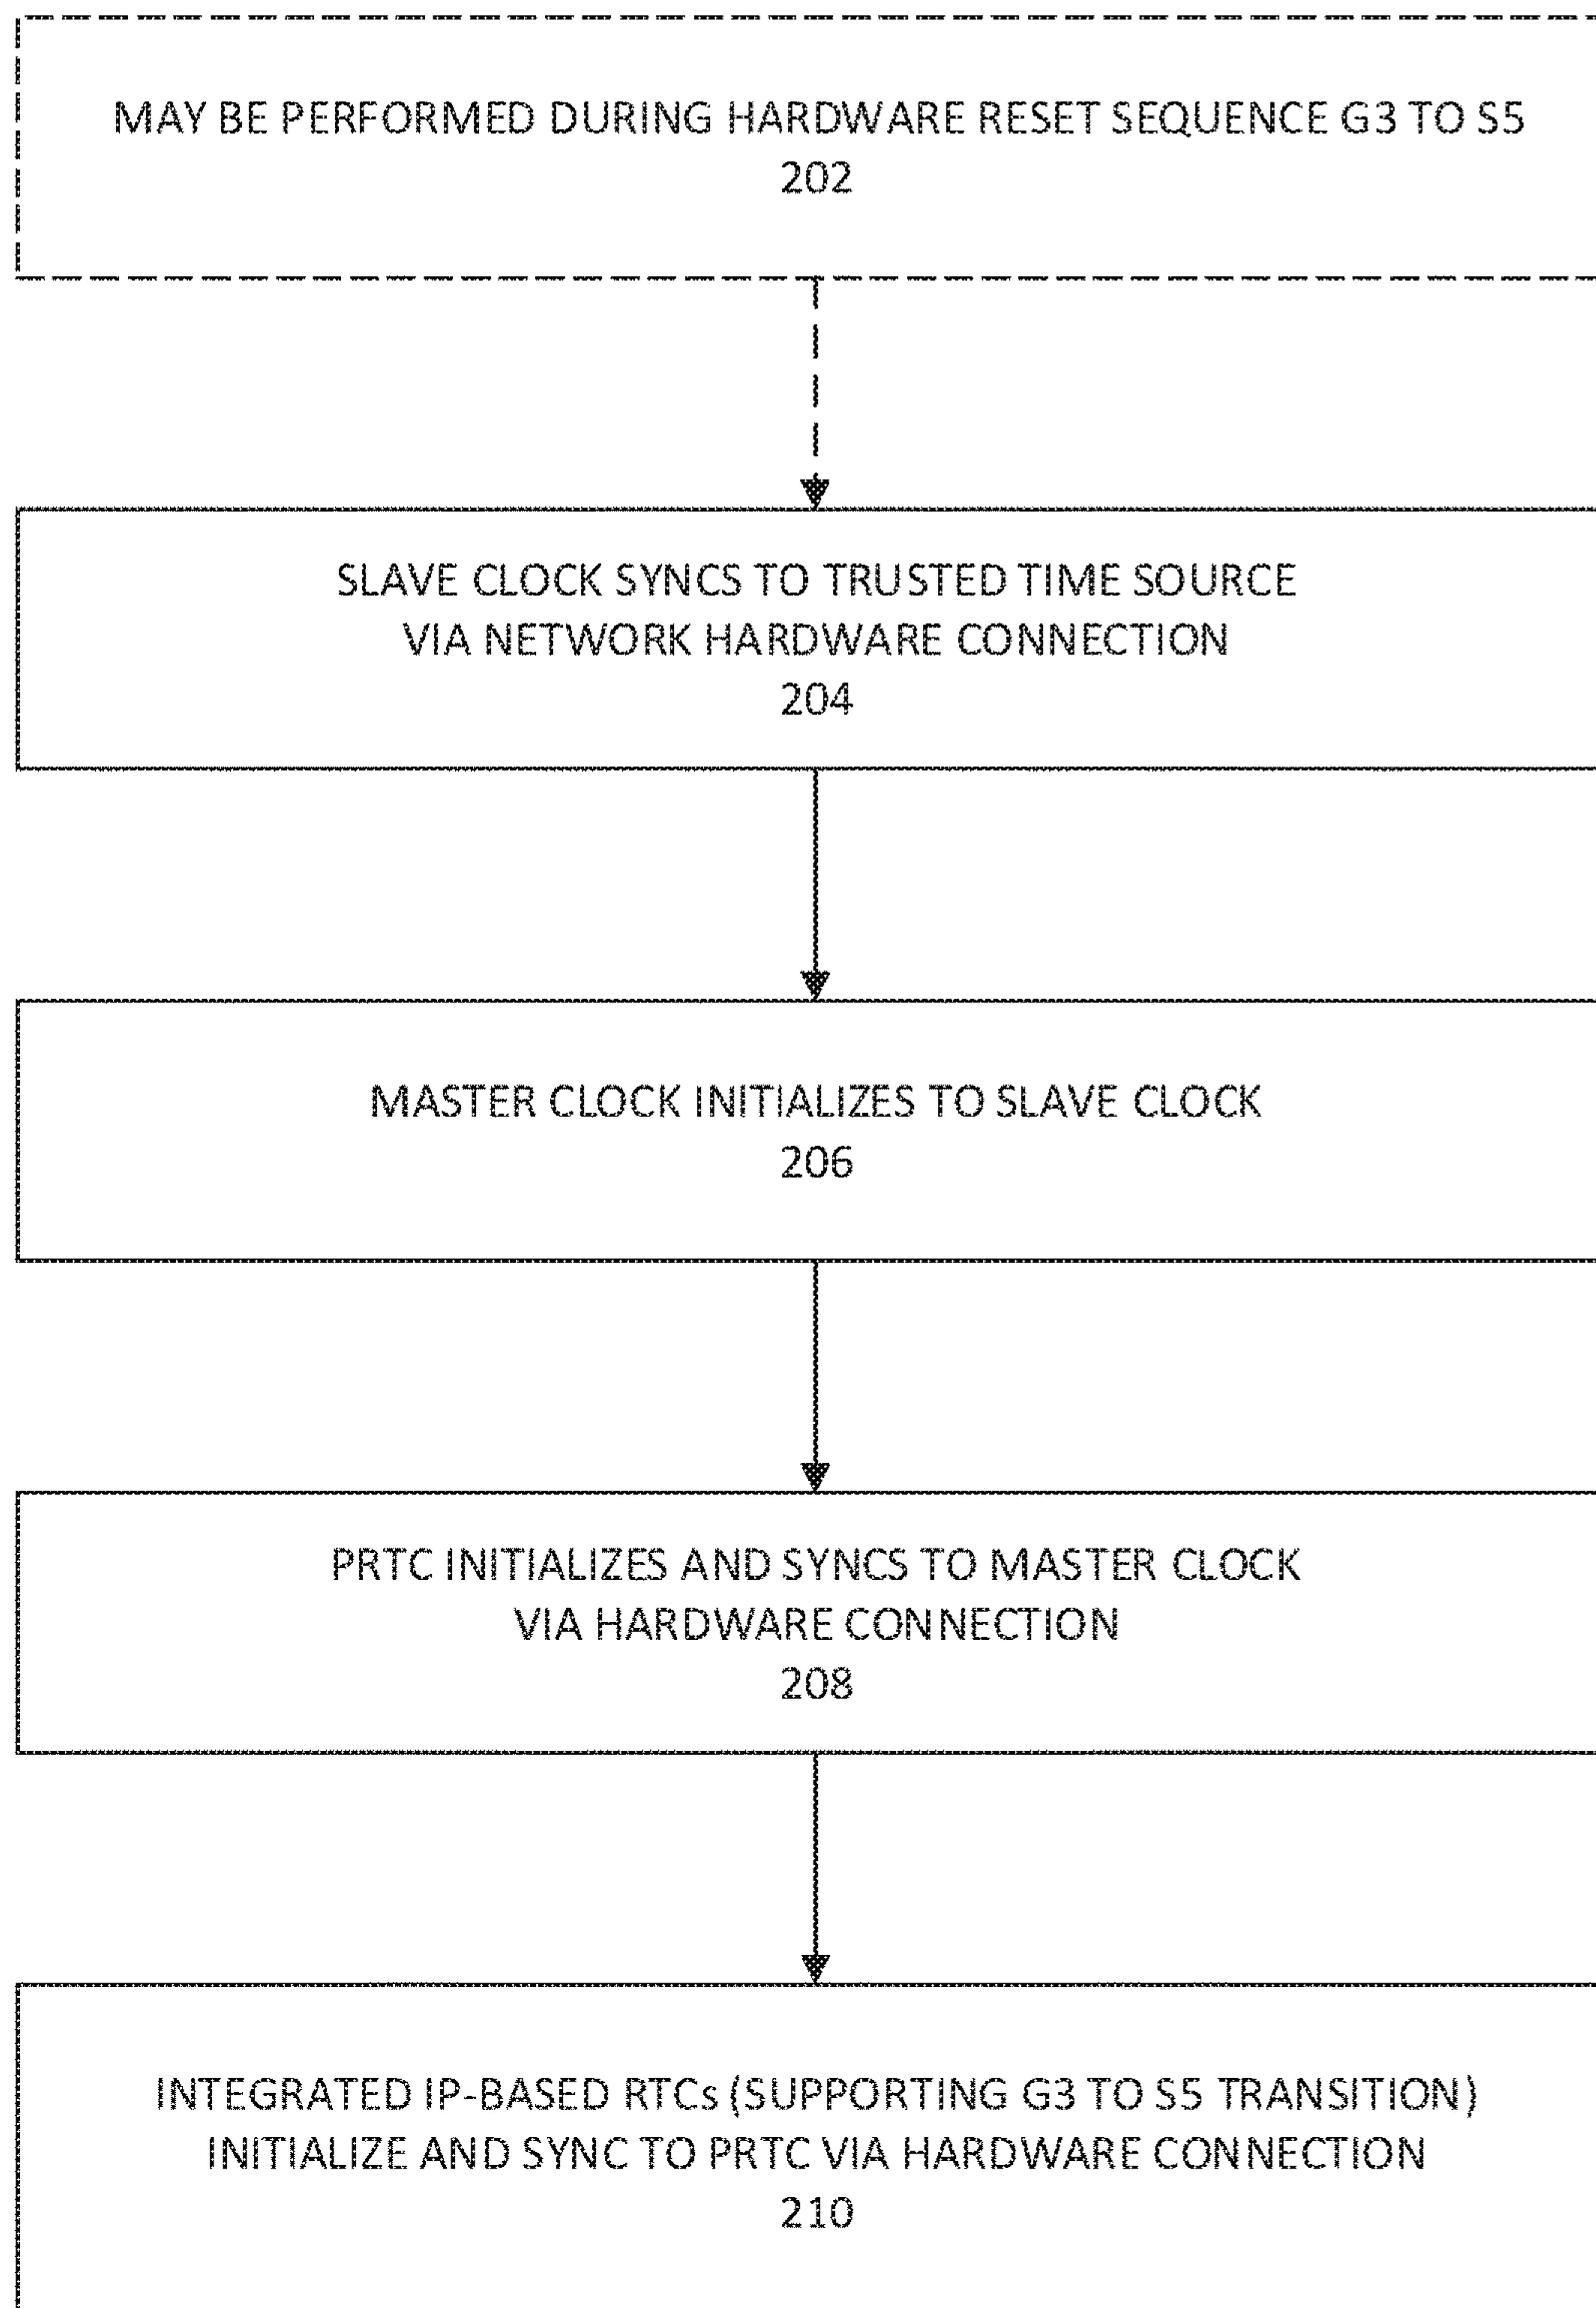 MAY BE PERFORMED DURING HARDWARE RESET SEQUENCE G3 TO S5
202
SLAVE CLOCK SYNCS TO TRUSTED TIME SOURCE
VIA NETWORK HARDWARE CONNECTION
204
MASTER CLOCK INITIALIZES TO SLAVE CLOCK
206
PRTC INITIALIZES AND SYNCS TO MASTER CLOCK
VIA HARDWARE CONNECTION
208
INTEGRATED IP-BASED RTCs (SUPPORTING G3 TO S5 TRANSITION)
INITIALIZE AND SYNC TO PRTC VIA HARDWARE CONNECTION
210